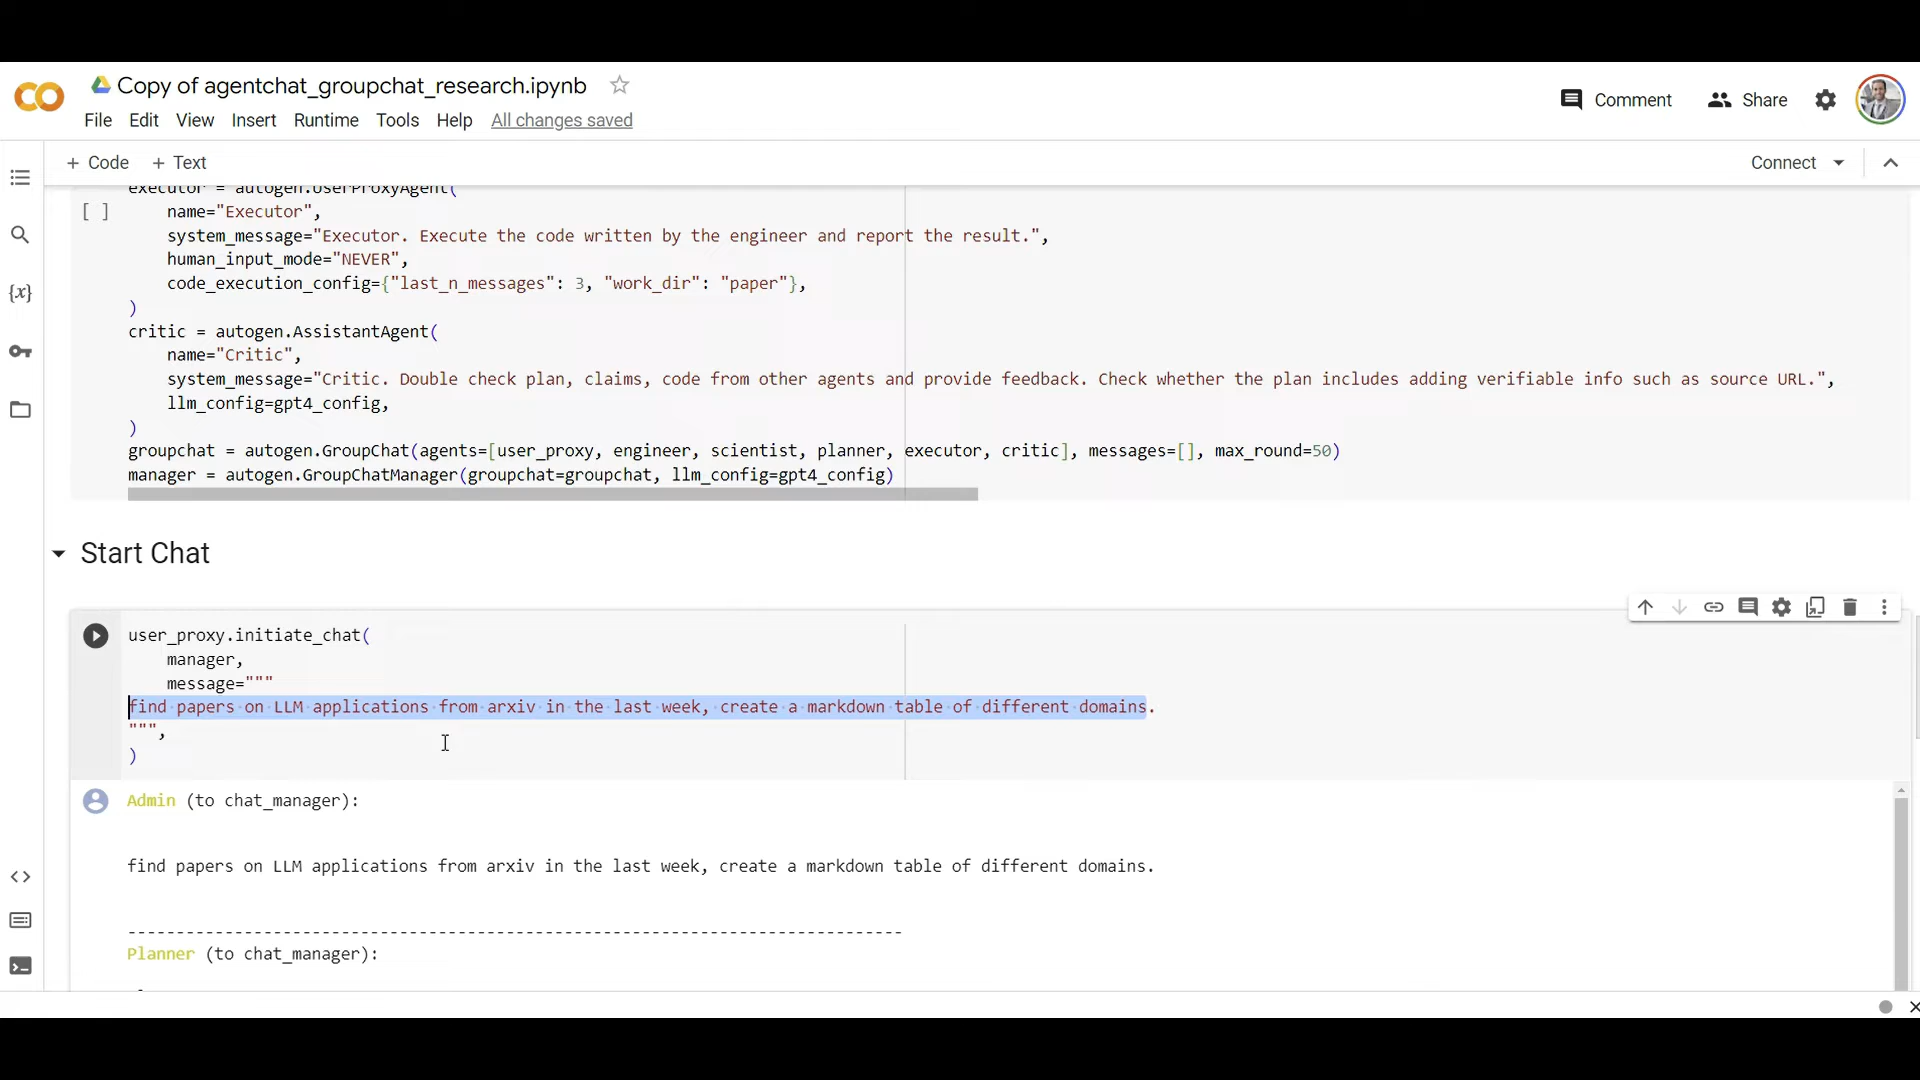 Copy of agentchat_groupchat_research.ipynb
Comment
Share
File Edit View Insert Runtime Tools Help All changes saved
+ Code + Text
Connect
executor = autogen.UserProxyAgent(
[ ] name="Executor",
system_message="Executor. Execute the code written by the engineer and report the result.",
human_input_mode="NEVER",
code_execution_config={"last_n_messages": 3, "work_dir": "paper"},
)
critic = autogen.AssistantAgent(
name="Critic",
system_message="Critic. Double check plan, claims, code from other agents and provide feedback. Check whether the plan includes adding verifiable info such as source URL.",
llm_config=gpt4_config,
)
groupchat = autogen.GroupChat(agents=[user_proxy, engineer, scientist, planner, executor, critic], messages=[], max_round=50)
manager = autogen.GroupChatManager(groupchat=groupchat, llm_config=gpt4_config)
Start Chat
user_proxy.initiate_chat(
manager,
message="""
find papers on LLM applications from arxiv in the last week, create a markdown table of different domains.
""",
)
Admin (to chat_manager):
find papers on LLM applications from arxiv in the last week, create a markdown table of different domains.
--------------------------------------------------------------------------------
Planner (to chat_manager):